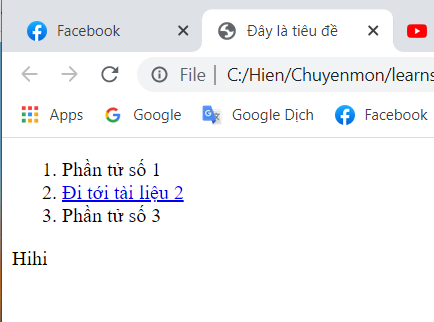 Facebook
Đây là tiêu đề
File | C:/Hien/Chuyenmon/learns
Apps Google Google Dịch Facebook
1. Phần tử số 1
2. Đi tới tài liệu 2
3. Phần tử số 3
Hihi